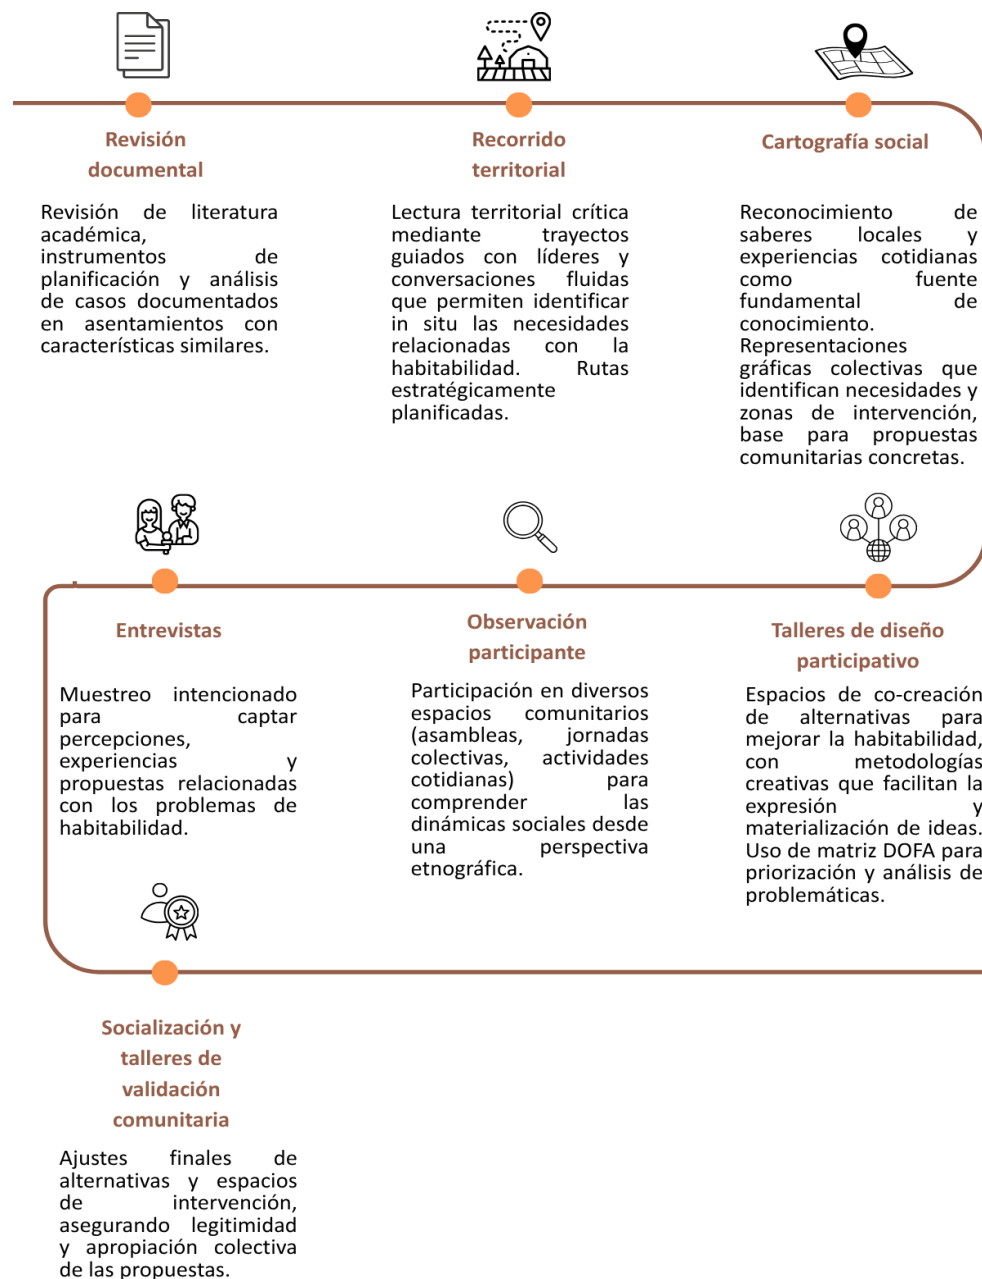 Revisión
documental
Revisión de literatura
académica,
instrumentos de
planificación y análisis
de casos documentados
en asentamientos con
características similares.
Recorrido
territorial
Lectura territorial crítica
mediante trayectos
guiados con líderes y
conversaciones fluidas
que permiten identificar
in situ las necesidades
relacionadas con la
habitabilidad. Rutas
estratégicamente
planificadas.
Cartografía social
Reconocimiento de
saberes locales y
experiencias cotidianas
como fuente
fundamental de
conocimiento.
Representaciones
gráficas colectivas que
identifican necesidades y
zonas de intervención,
base para propuestas
comunitarias concretas.
Entrevistas
Muestreo intencionado
para captar
percepciones,
experiencias y
propuestas relacionadas
con los problemas de
habitabilidad.
Observación
participante
Participación en diversos
espacios comunitarios
(asambleas, jornadas
colectivas, actividades
cotidianas) para
comprender las
dinámicas sociales desde
una perspectiva
etnográfica.
Talleres de diseño
participativo
Espacios de co-creación
de alternativas para
mejorar la habitabilidad,
con metodologías
creativas que facilitan la
expresión y
materialización de ideas.
Uso de matriz DOFA para
priorización y análisis de
problemáticas.
Socialización y
talleres de
validación
comunitaria
Ajustes finales de
alternativas y espacios
de intervención,
asegurando legitimidad
y apropiación colectiva
de las propuestas.